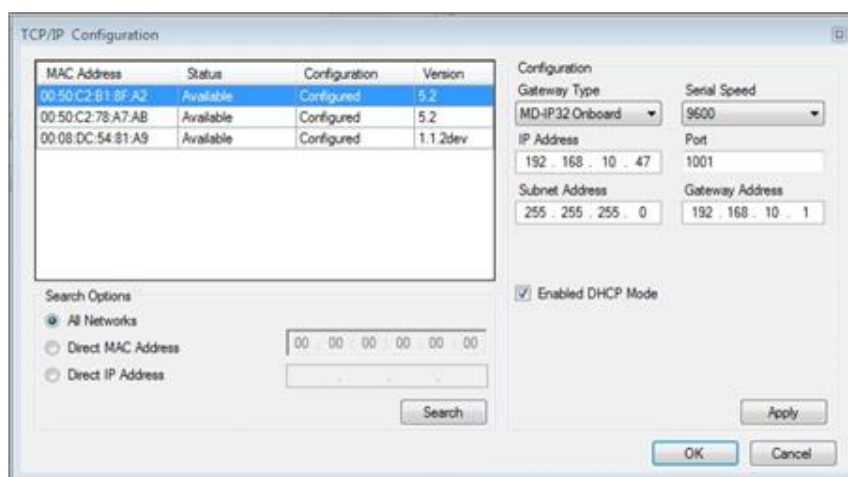 TCP/IP Configuration
MAC Address Status Configuration Version
00:50:C2:B1:8F:A2 Available Configured 5.2
00:50:C2:78:A7:AB Available Configured 5.2
00:08:DC:54:81:A9 Available Configured 1.1.2dev
Search Options
All Networks
Direct MAC Address 00 00 00 00 00 00
Direct IP Address . . .
Search
Configuration
Gateway Type Serial Speed
MD-IP32 Onboard 9600
IP Address Port
192 . 168 . 10 . 47 1001
Subnet Address Gateway Address
255 . 255 . 255 . 0 192 . 168 . 10 . 1
Enabled DHCP Mode
Apply
OK Cancel